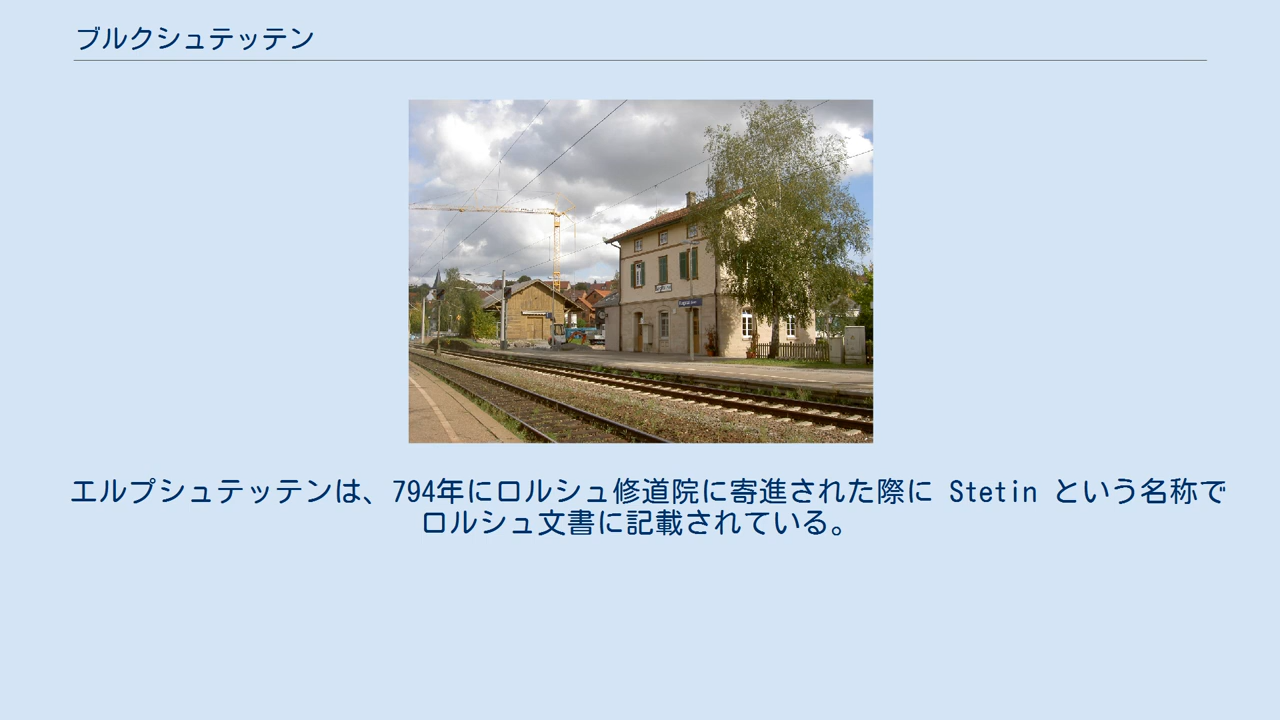 ブルクシュテッテン
エルプシュテッテンは、794年にロルシュ修道院に寄進された際に Stetin という名称で
ロルシュ文書に記載されている。